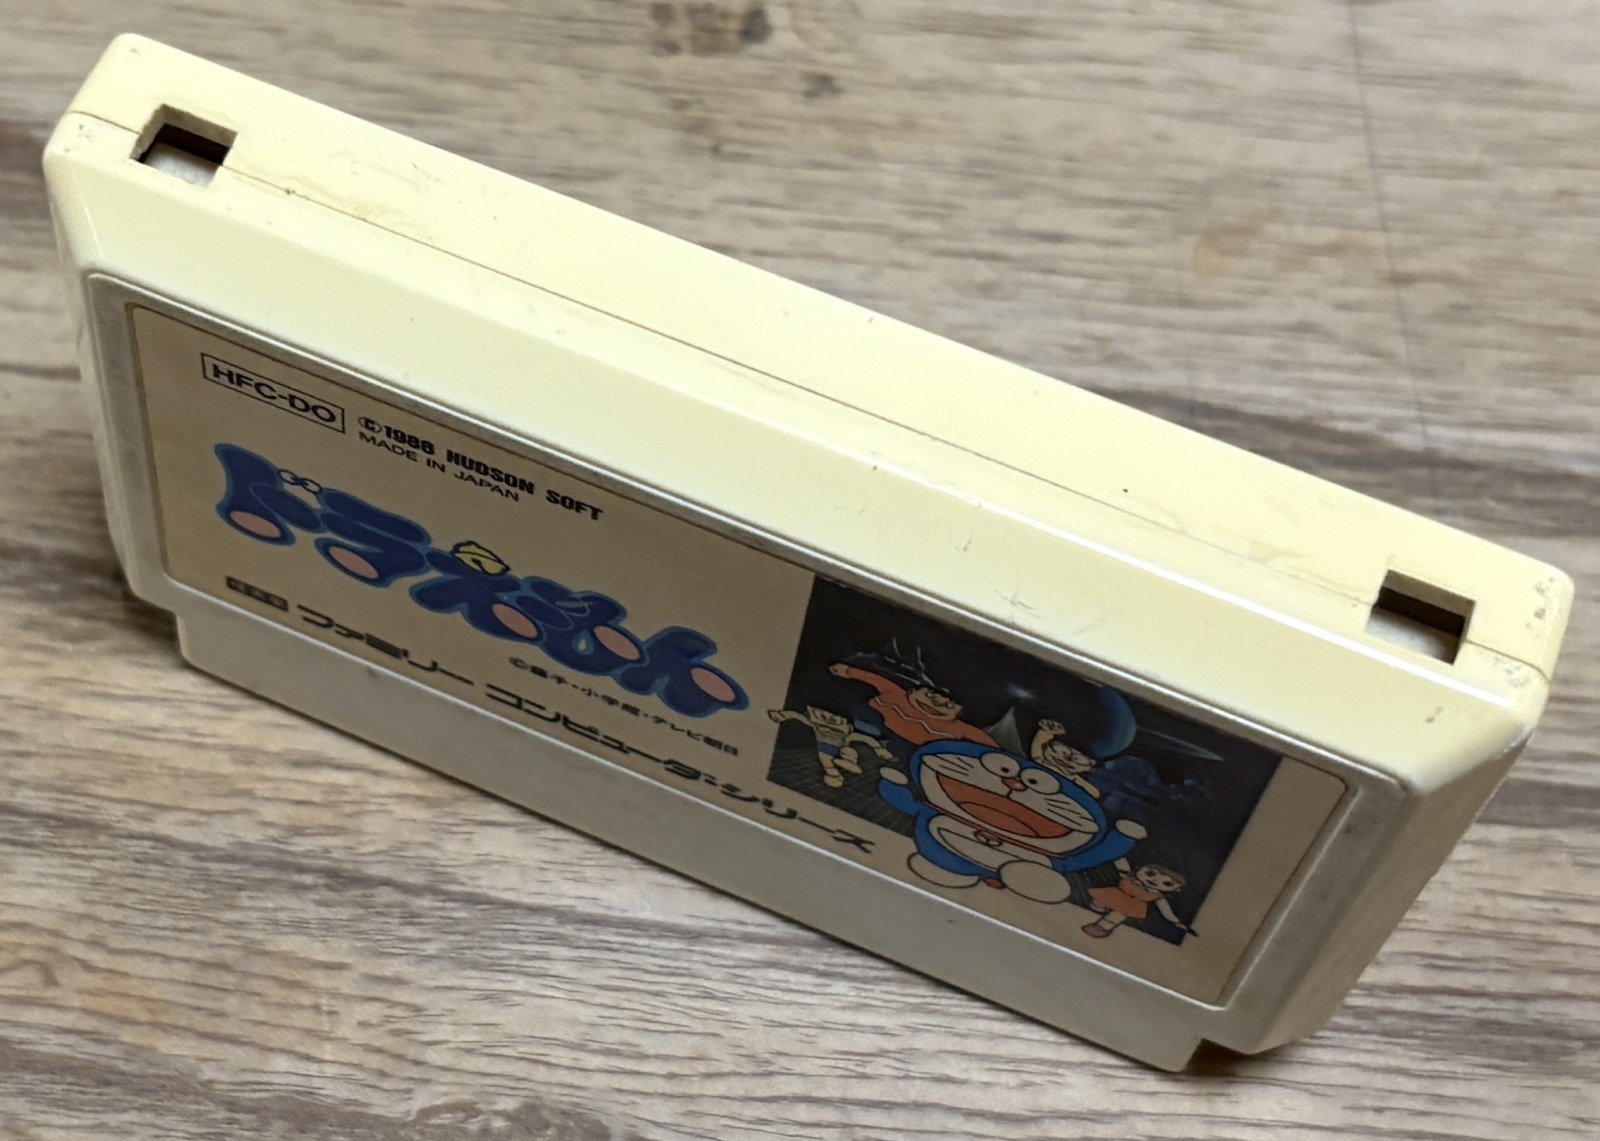 HFC-DO
©1986 HUDSON SOFT
MADE IN JAPAN
ドラえもん
©藤子・小学館・テレビ朝日
ファミリー コンピュータ・シリーズ